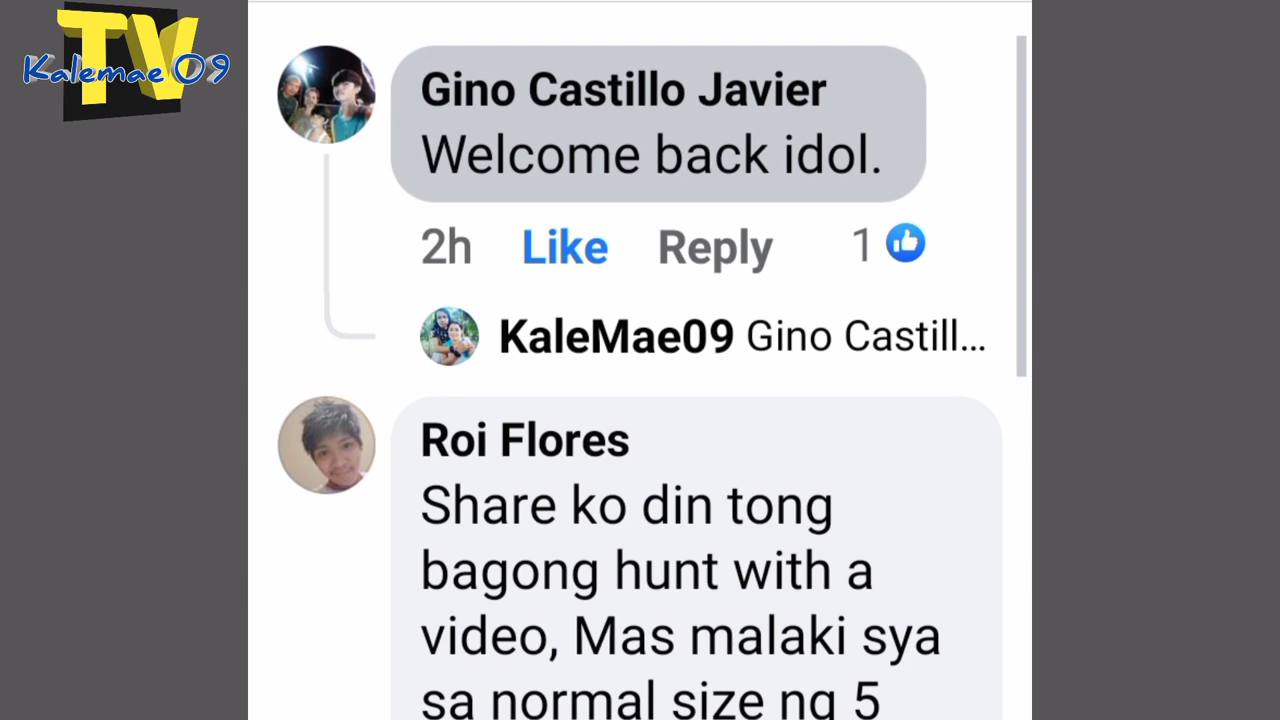 TV
Kalemae 09
Gino Castillo Javier
Welcome back idol.
2h Like Reply 1
KaleMae09 Gino Castill...
Roi Flores
Share ko din tong
bagong hunt with a
video, Mas malaki sya
sa normal size ng 5